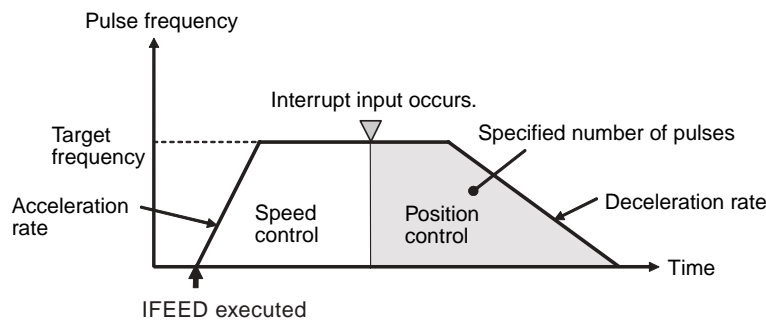 Pulse frequency
Interrupt input occurs.
Target
frequency
Specified number of pulses
Acceleration
rate
Speed
control
Position
control
Deceleration rate
Time
IFEED executed